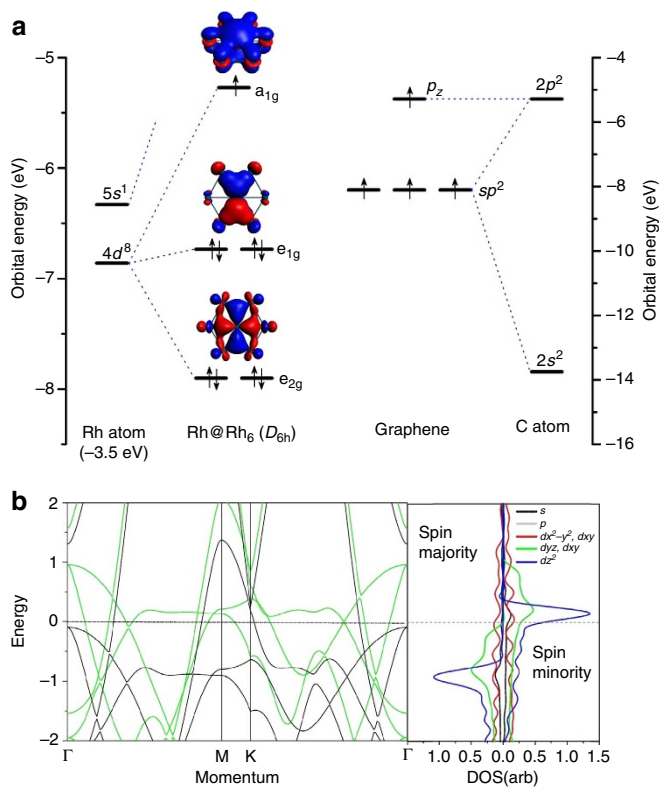 a
−5
−6
−7
−8
Orbital energy (eV)
5s¹
4d⁸
a₁g
e₁g
e₂g
Rh atom
(−3.5 eV)
Rh@Rh₆ (D₆h)
pz
sp²
Graphene
2p²
2s²
C atom
−4
−6
−8
−10
−12
−14
−16
Orbital energy (eV)
b
2
1
0
−1
−2
Energy
Γ M K Γ
Momentum
Spin
majority
s
p
dx²−y², dxy
dyz, dxy
dz²
Spin
minority
1.0 0.5 0.0 0.5 1.0 1.5
DOS(arb)